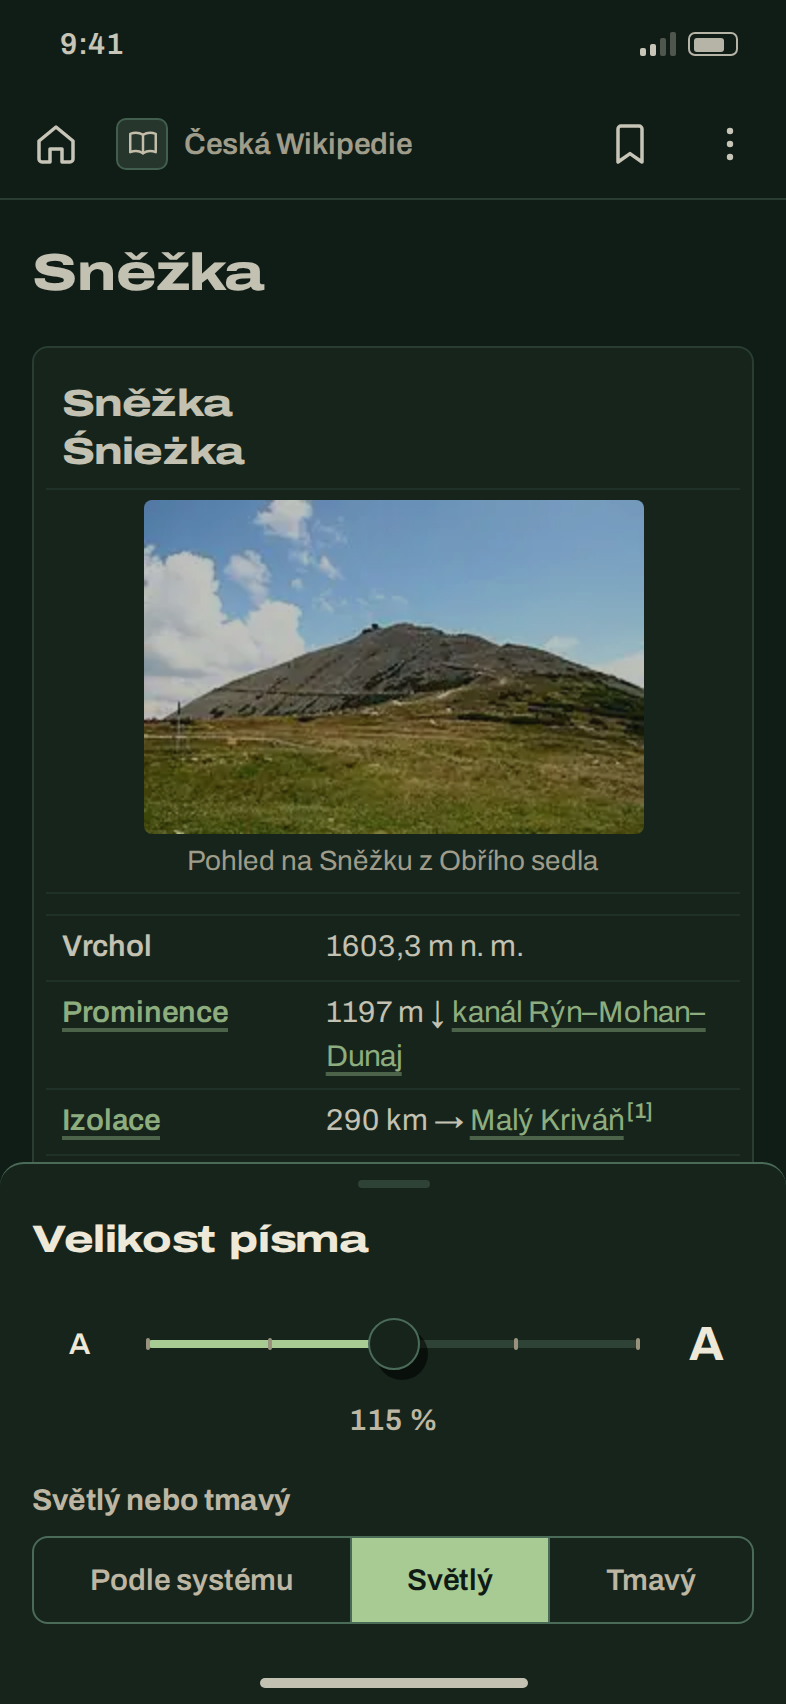 9:41
Česká Wikipedie
Sněžka
Sněžka
Śnieżka
Pohled na Sněžku z Obřího sedla
Vrchol 1603,3 m n. m.
Prominence 1197 m ↓ kanál Rýn–Mohan–
Dunaj
Izolace 290 km → Malý Kriváň[1]
Velikost písma
A A
115 %
Světlý nebo tmavý
Podle systému Světlý Tmavý